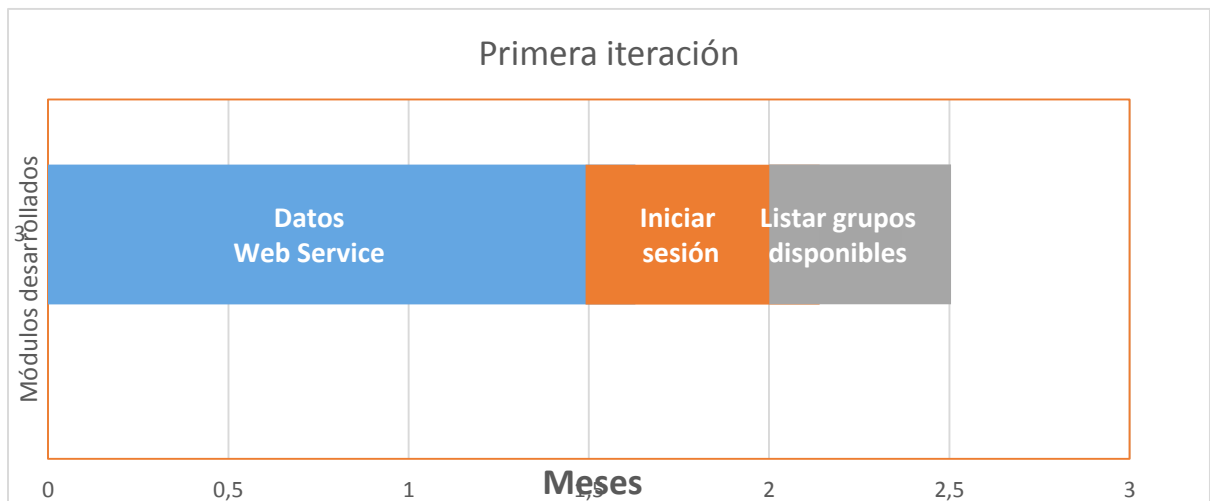 Primera iteración
Módulos desarrollados
3
Datos
Web Service
Iniciar
sesión
Listar grupos
disponibles
0
0,5
1
1,5
2
2,5
3
Meses